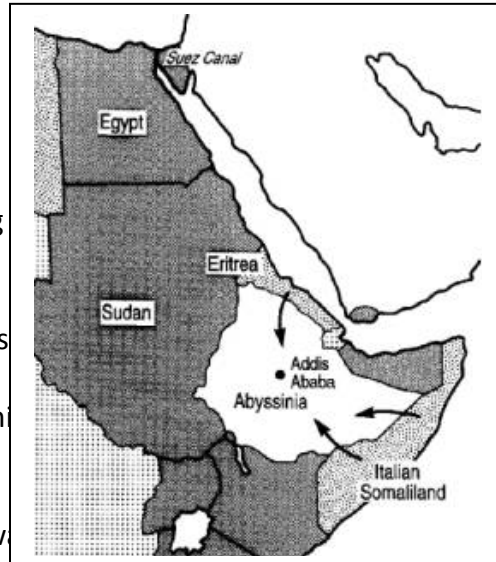 Suez Canal
Egypt
Eritrea
Sudan
Addis
Ababa
Abyssinia
Italian
Somaliland